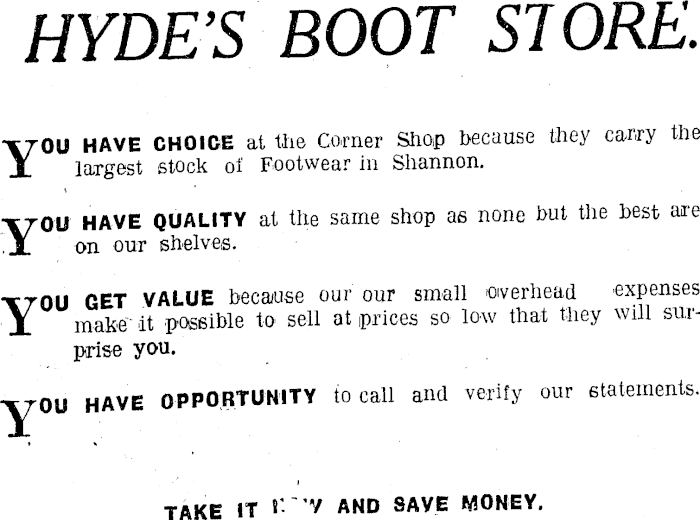 HYDE'S BOOT STORE.
YOU HAVE CHOICE at the Corner Shop because they carry the
largest stock of Footwear in Shannon.
YOU HAVE QUALITY at the same shop as none but the best are
on our shelves.
YOU GET VALUE because our our small overhead expenses
make it possible to sell at prices so low that they will sur-
prise you.
YOU HAVE OPPORTUNITY to call and verify our statements.
TAKE IT AND SAVE MONEY.